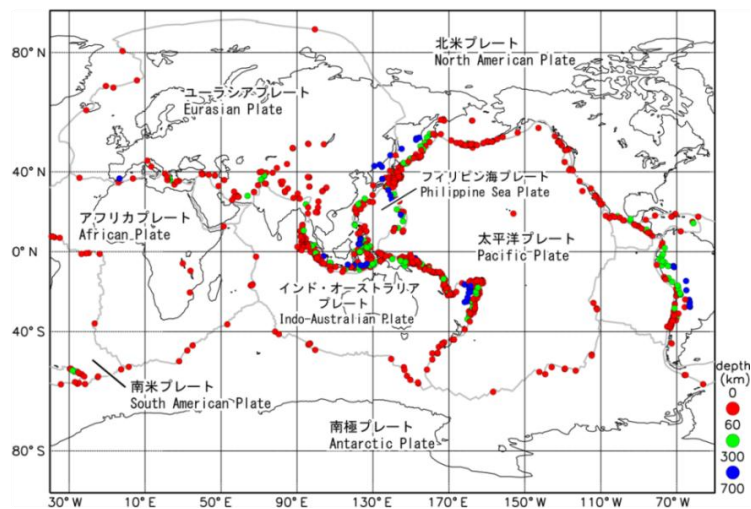 80° N
40° N
0° N
40° S
80° S
北米プレート
North American Plate
ユーラシアプレート
Eurasian Plate
フィリピン海プレート
Philippine Sea Plate
アフリカプレート
African Plate
太平洋プレート
Pacific Plate
インド・オーストラリア
プレート
Indo-Australian Plate
南米プレート
South American Plate
南極プレート
Antarctic Plate
depth
(km)
0
60
300
700
30° W
10° E
50° E
90° E
130° E
170° E
150° W
110° W
70° W